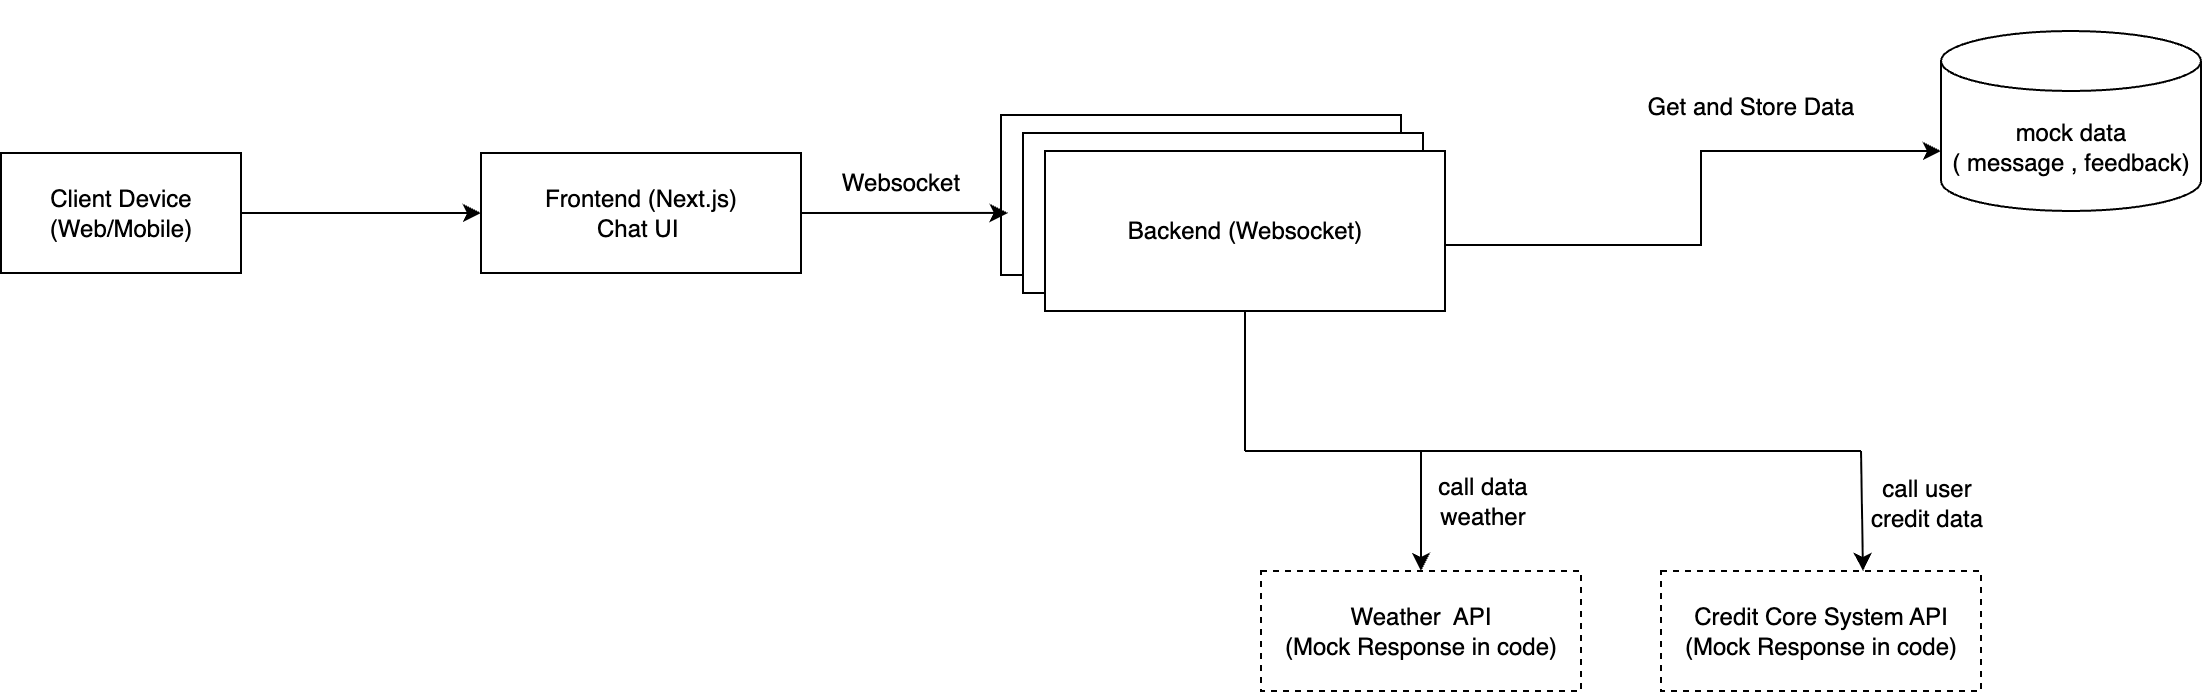 Client Device
(Web/Mobile)
Frontend (Next.js)
Chat UI
Websocket
Backend (Websocket)
Get and Store Data
mock data
( message , feedback)
call data
weather
call user
credit data
Weather  API
(Mock Response in code)
Credit Core System API
(Mock Response in code)